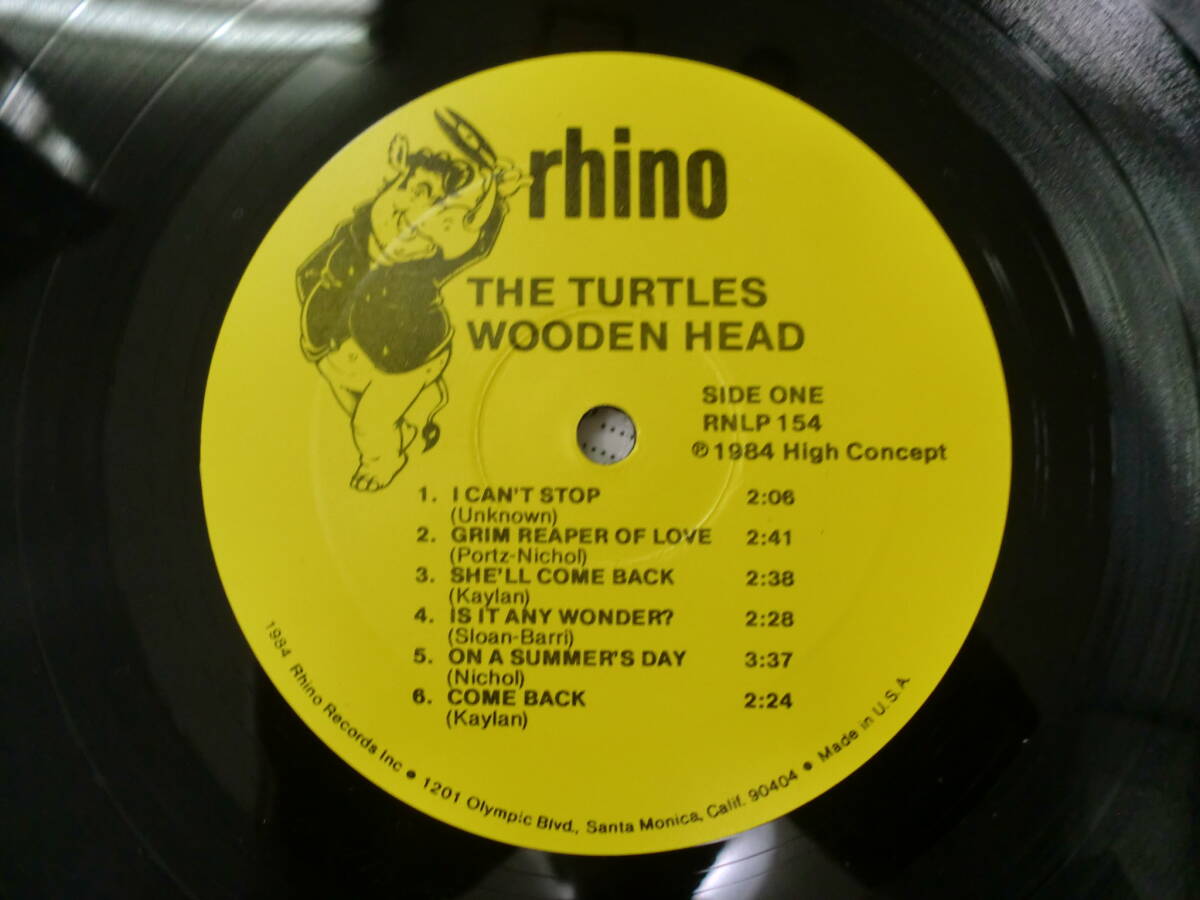 rhino
THE TURTLES
WOODEN HEAD
SIDE ONE
RNLP 154
℗ 1984 High Concept
1. I CAN'T STOP 2:06
(Unknown)
2. GRIM REAPER OF LOVE 2:41
(Portz-Nichol)
3. SHE'LL COME BACK 2:38
(Kaylan)
4. IS IT ANY WONDER? 2:28
(Sloan-Barri)
5. ON A SUMMER'S DAY 3:37
(Nichol)
6. COME BACK 2:24
(Kaylan)
1984 Rhino Records Inc • 1201 Olympic Blvd., Santa Monica, Calif. 90404 • Made in U.S.A.